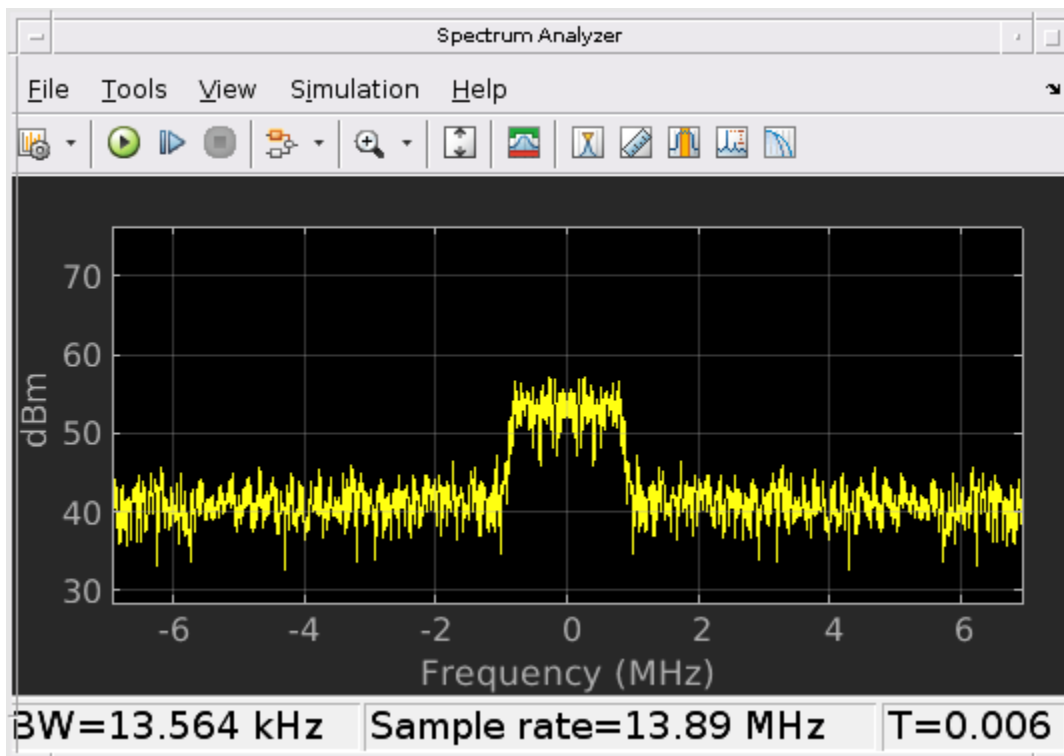 Spectrum Analyzer
File Tools View Simulation Help
70
60
50
40
30
dBm
-6 -4 -2 0 2 4 6
Frequency (MHz)
BW=13.564 kHz Sample rate=13.89 MHz T=0.006